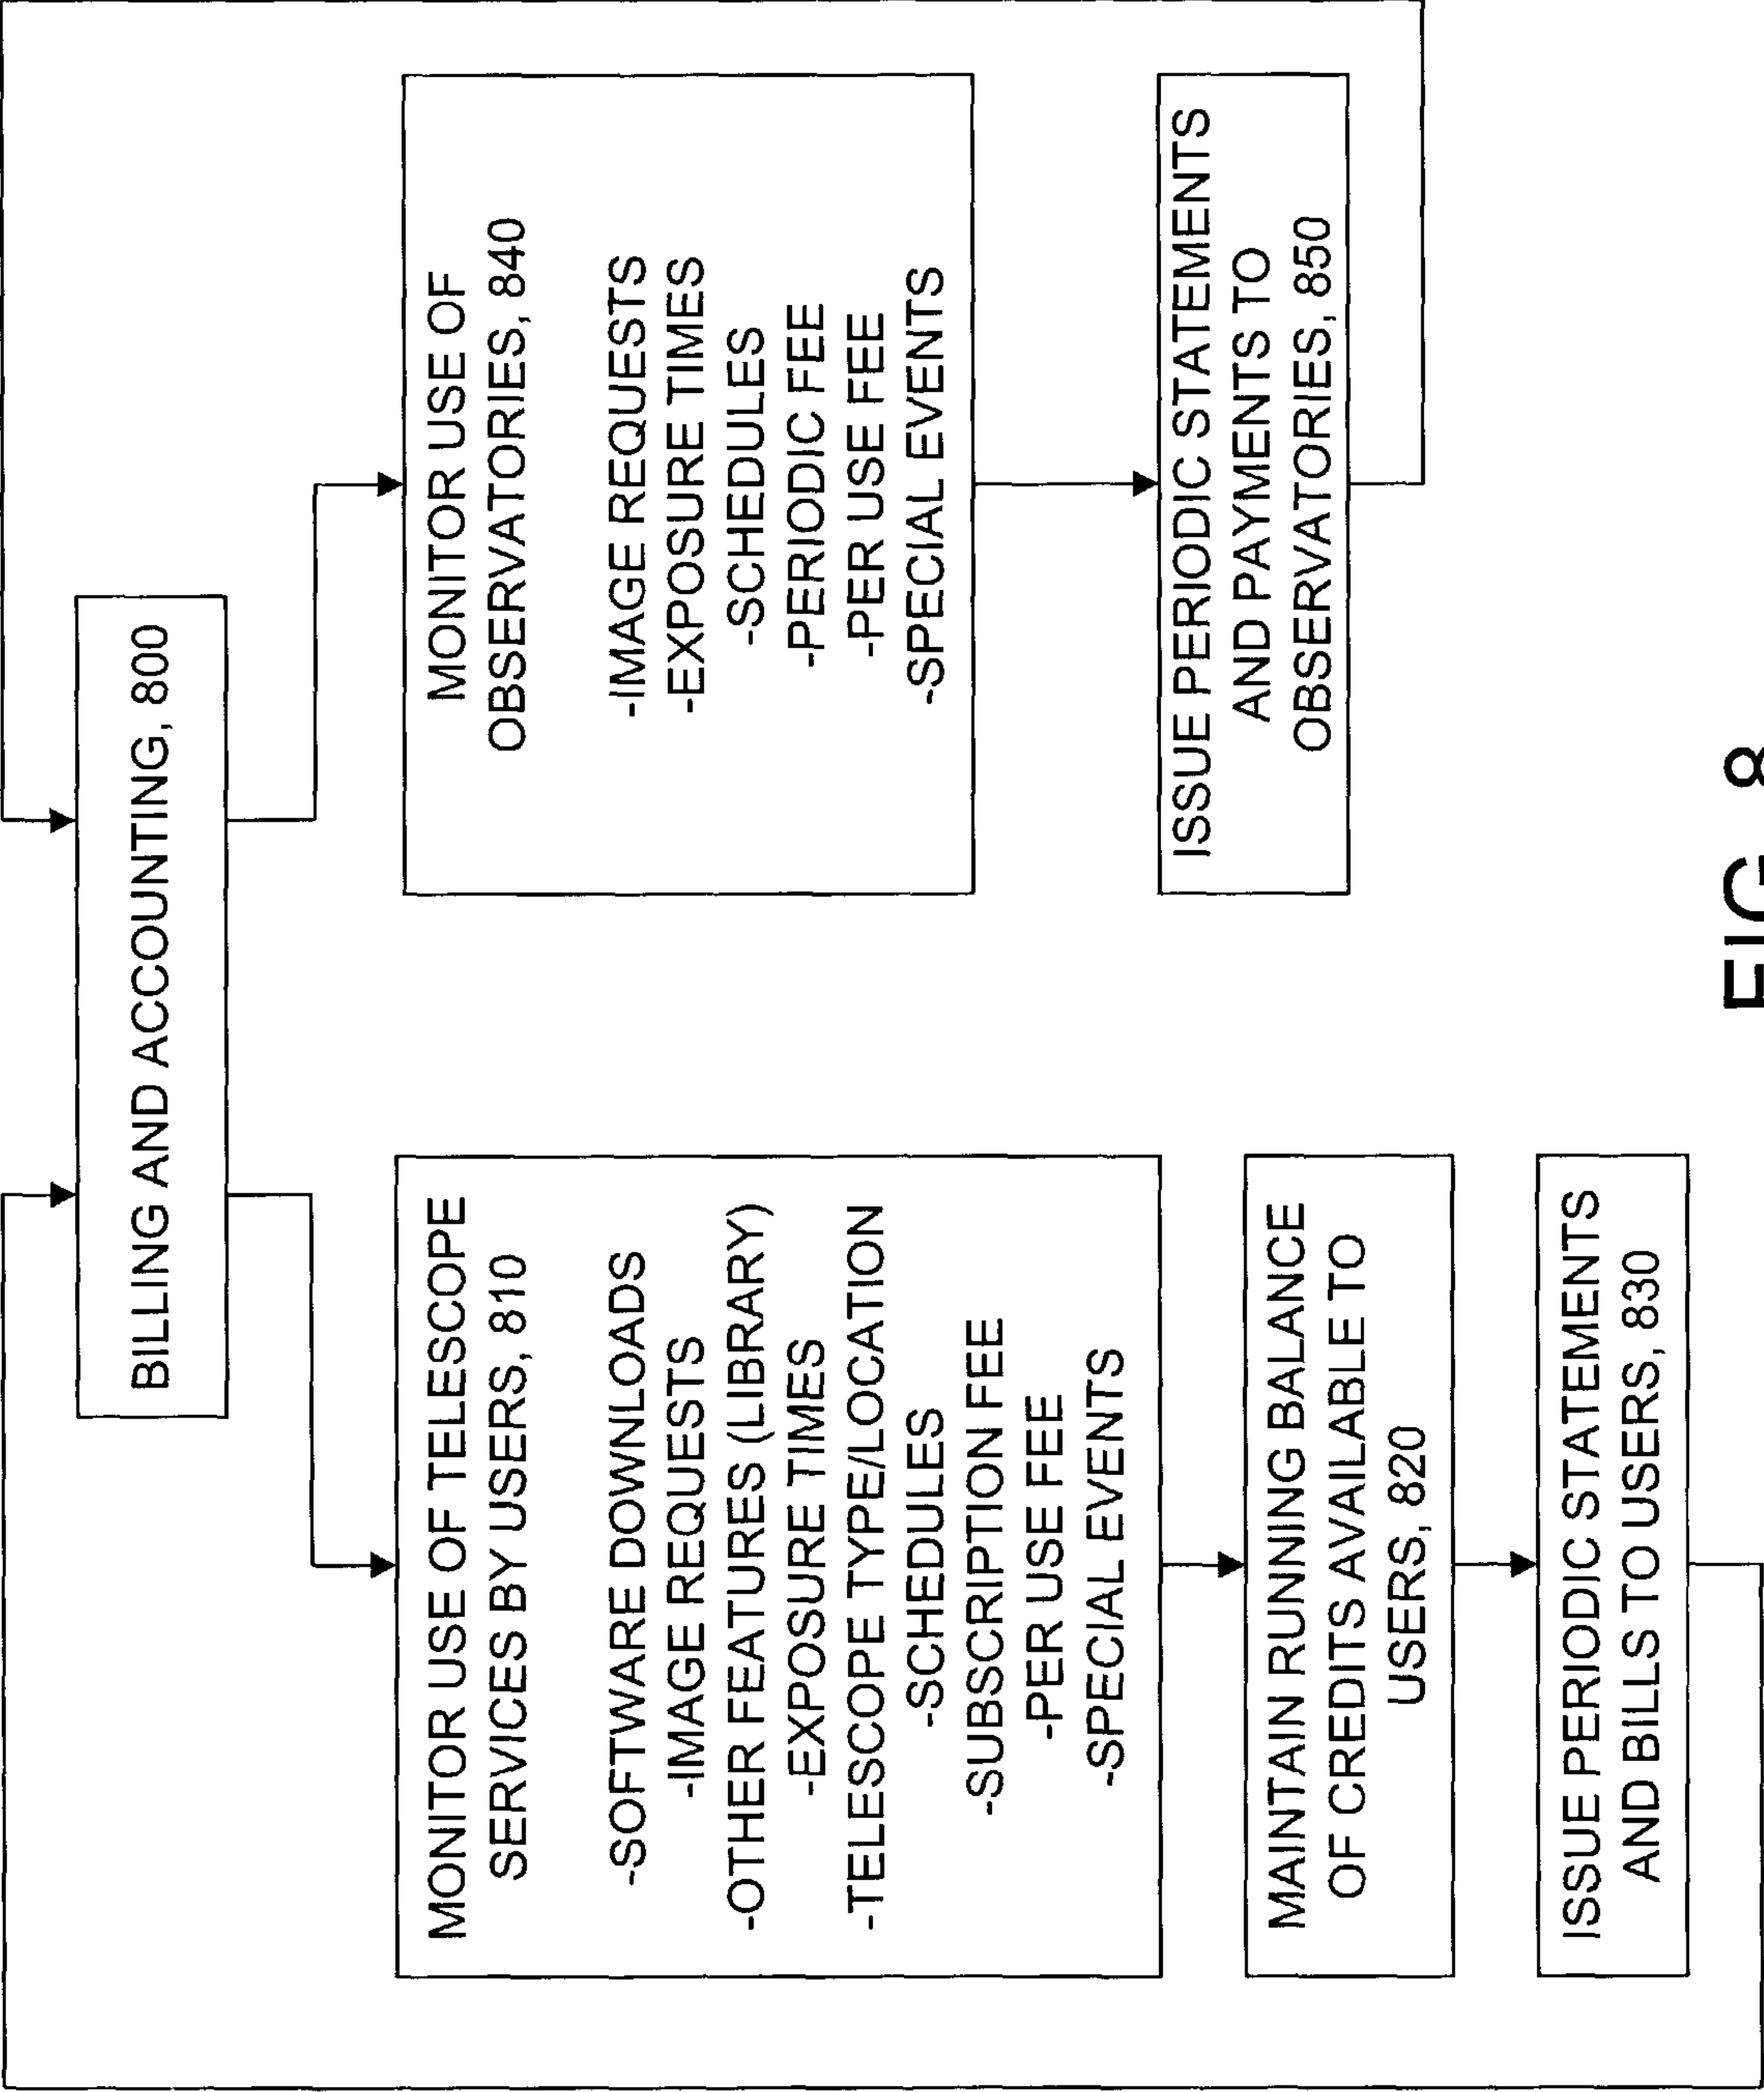 BILLING AND ACCOUNTING, 800
MONITOR USE OF TELESCOPE
SERVICES BY USERS, 810
-SOFTWARE DOWNLOADS
-IMAGE REQUESTS
-OTHER FEATURES (LIBRARY)
-EXPOSURE TIMES
-TELESCOPE TYPE/LOCATION
-SCHEDULES
-SUBSCRIPTION FEE
-PER USE FEE
-SPECIAL EVENTS
MAINTAIN RUNNING BALANCE
OF CREDITS AVAILABLE TO
USERS, 820
ISSUE PERIODIC STATEMENTS
AND BILLS TO USERS, 830
MONITOR USE OF
OBSERVATORIES, 840
-IMAGE REQUESTS
-EXPOSURE TIMES
-SCHEDULES
-PERIODIC FEE
-PER USE FEE
-SPECIAL EVENTS
ISSUE PERIODIC STATEMENTS
AND PAYMENTS TO
OBSERVATORIES, 850
FIG. 8